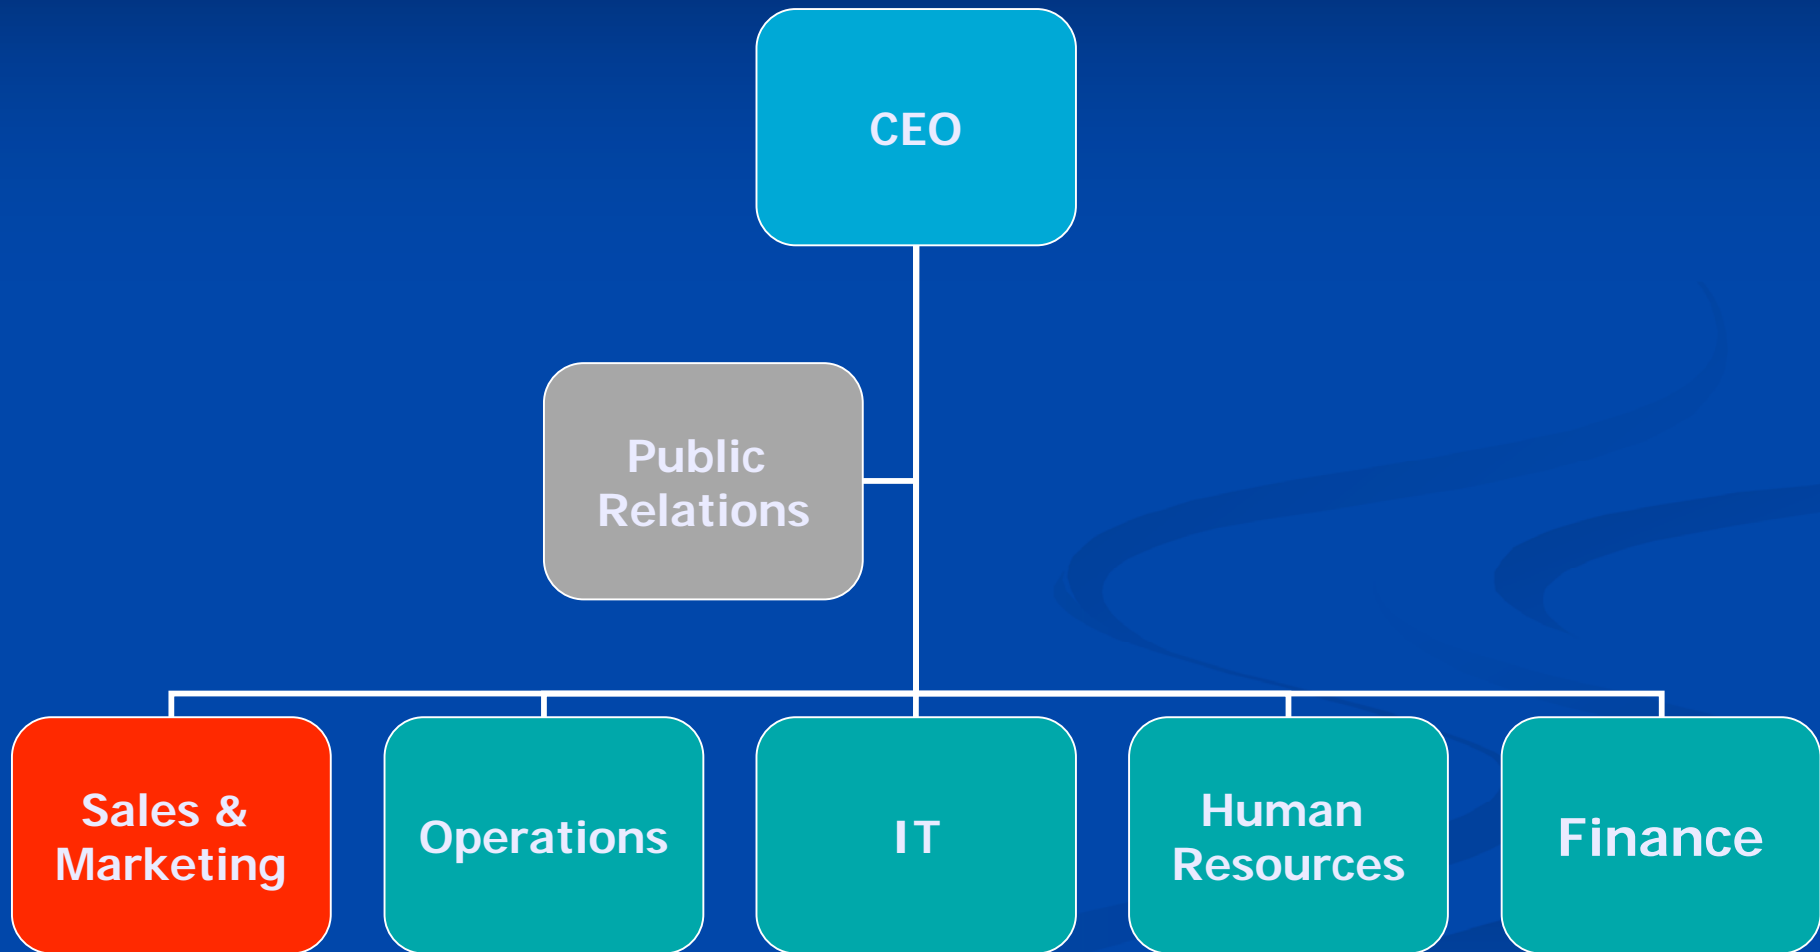 CEO
Public
Relations
Sales &
Marketing
Operations
IT
Human
Resources
Finance